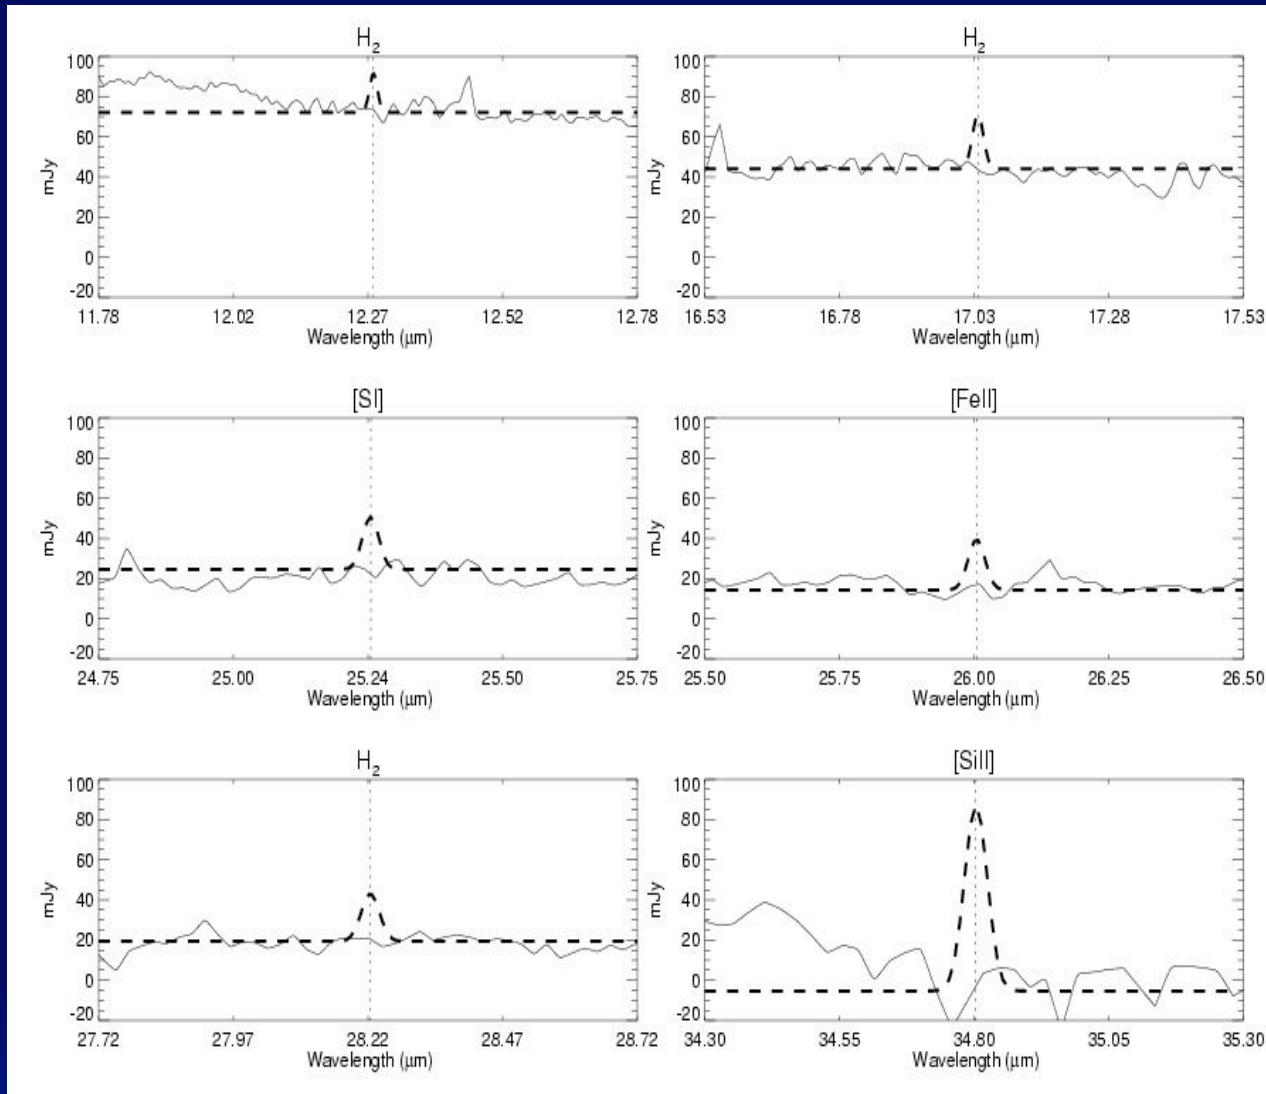 H₂
100
80
60
40
20
0
-20
mJy
11.78 12.02 12.27 12.52 12.78
Wavelength (μm)
H₂
100
80
60
40
20
0
-20
mJy
16.53 16.78 17.03 17.28 17.53
Wavelength (μm)
[SI]
100
80
60
40
20
0
-20
mJy
24.75 25.00 25.24 25.50 25.75
Wavelength (μm)
[FeII]
100
80
60
40
20
0
-20
mJy
25.50 25.75 26.00 26.25 26.50
Wavelength (μm)
H₂
100
80
60
40
20
0
-20
mJy
27.72 27.97 28.22 28.47 28.72
Wavelength (μm)
[SiII]
100
80
60
40
20
0
-20
mJy
34.30 34.55 34.80 35.05 35.30
Wavelength (μm)